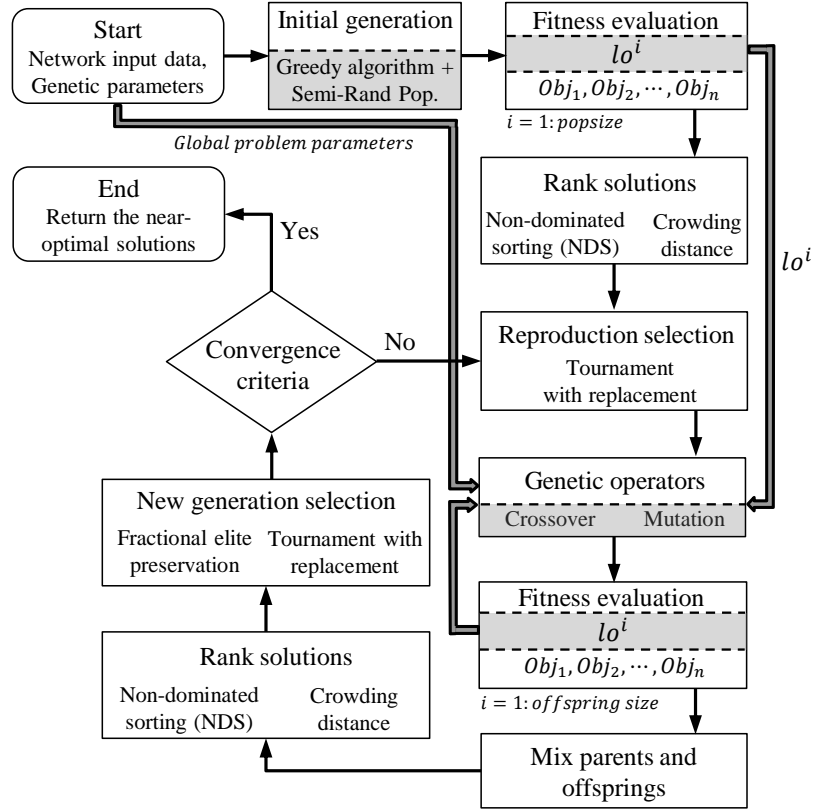 Start
Network input data,
Genetic parameters
Initial generation
Greedy algorithm +
Semi-Rand Pop.
Fitness evaluation
lo^i
Obj_1, Obj_2, ⋯, Obj_n
i = 1: popsize
Global problem parameters
End
Return the near-
optimal solutions
Yes
Rank solutions
Non-dominated
sorting (NDS)
Crowding
distance
lo^i
Convergence
criteria
No
Reproduction selection
Tournament
with replacement
Genetic operators
Crossover
Mutation
New generation selection
Fractional elite
preservation
Tournament with
replacement
Fitness evaluation
lo^i
Obj_1, Obj_2, ⋯, Obj_n
i = 1: offspring size
Rank solutions
Non-dominated
sorting (NDS)
Crowding
distance
Mix parents and
offsprings